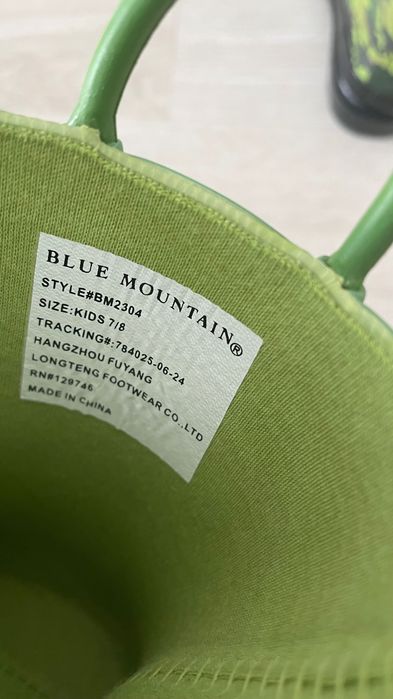 BLUE MOUNTAIN®
STYLE#BM2304
SIZE:KIDS 7/8
TRACKING#:784025-06-24
HANGZHOU FUYANG
LONGTENG FOOTWEAR CO.,LTD
RN#129746
MADE IN CHINA